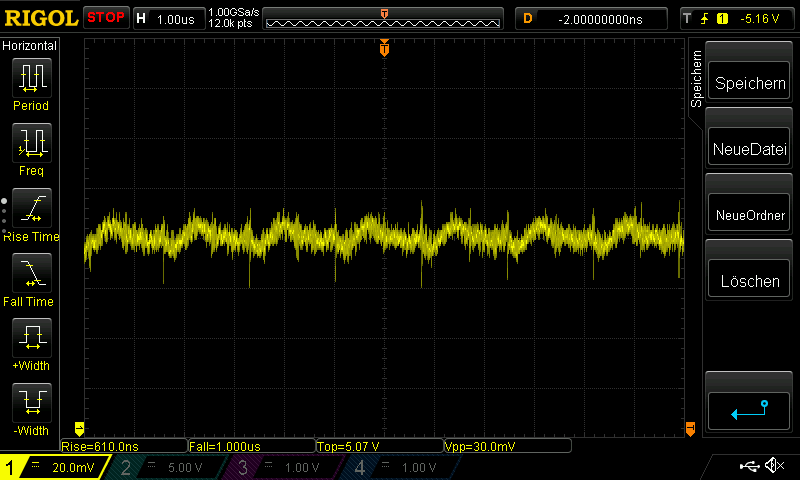 RIGOL STOP H 1.00us 1.00GSa/s 12.0k pts T D -2.00000000ns T 1 -5.16 V
Horizontal
Period
Freq
Rise Time
Fall Time
+Width
-Width
T
Speichern
Speichern
NeueDatei
NeueOrdner
Löschen
T
Rise=610.0ns Fall=1.000us Top=5.07 V Vpp=30.0mV
1 20.0mV 2 5.00 V 3 1.00 V 4 1.00 V